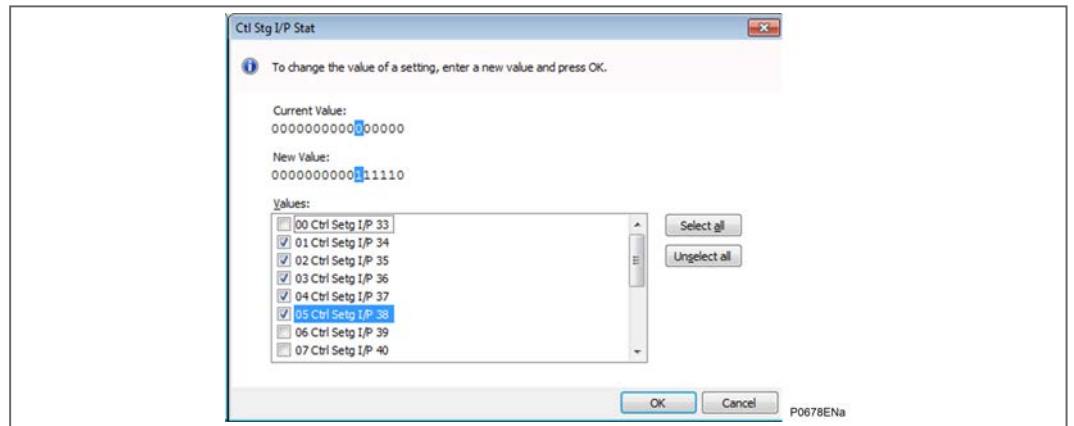 Ctl Stg I/P Stat
To change the value of a setting, enter a new value and press OK.
Current Value:
0000000000000000
New Value:
0000000000111110
Values:
00 Ctrl Setg I/P 33
01 Ctrl Setg I/P 34
02 Ctrl Setg I/P 35
03 Ctrl Setg I/P 36
04 Ctrl Setg I/P 37
05 Ctrl Setg I/P 38
06 Ctrl Setg I/P 39
07 Ctrl Setg I/P 40
Select all
Unselect all
OK Cancel
P0678ENa